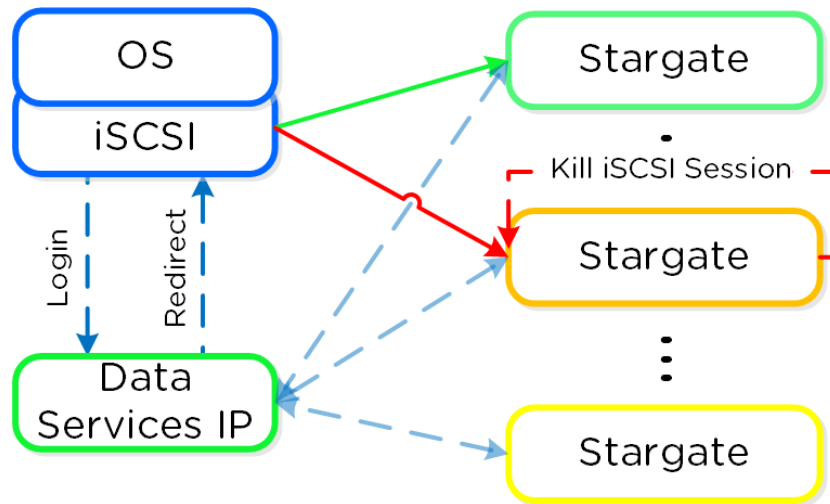 OS
iSCSI
Login
Redirect
Data
Services IP
Stargate
Kill iSCSI Session
Stargate
Stargate